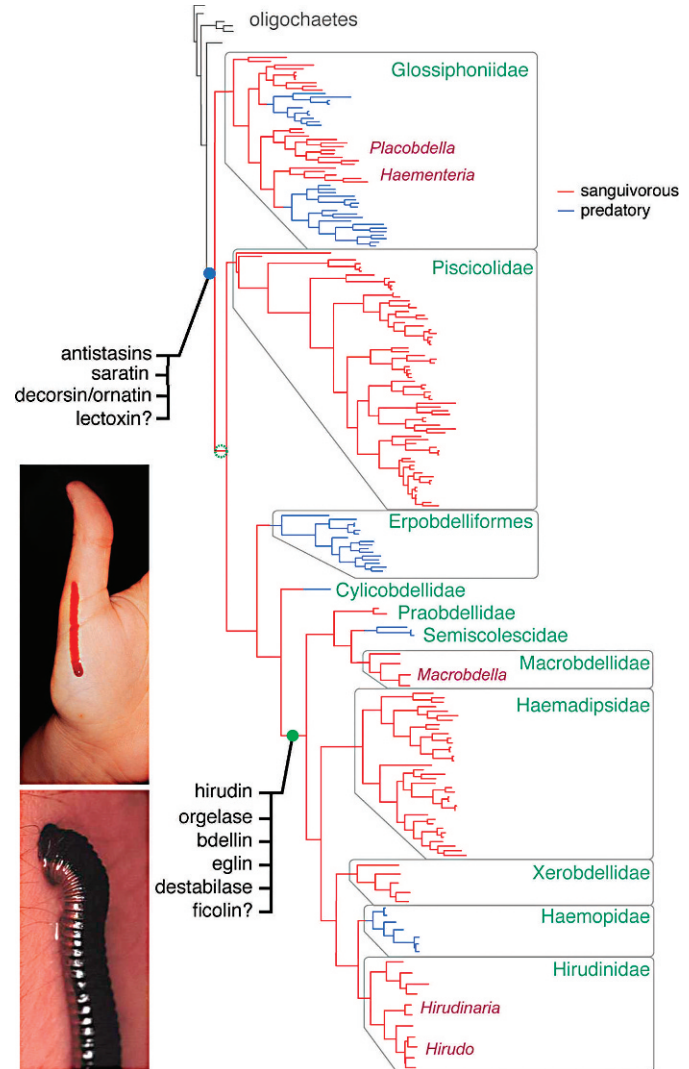 oligochaetes
Glossiphoniidae
Placobdella
Haementeria
sanguivorous
predatory
Piscicolidae
antistasins
saratin
decorsin/ornatin
lectoxin?
Erpobdelliformes
Cylicobdellidae
Praobdellidae
Semiscolescidae
Macrobdellidae
Macrobdella
Haemadipsidae
hirudin
orgelase
bdellin
eglin
destabilase
ficolin?
Xerobdellidae
Haemopidae
Hirudinidae
Hirudinaria
Hirudo